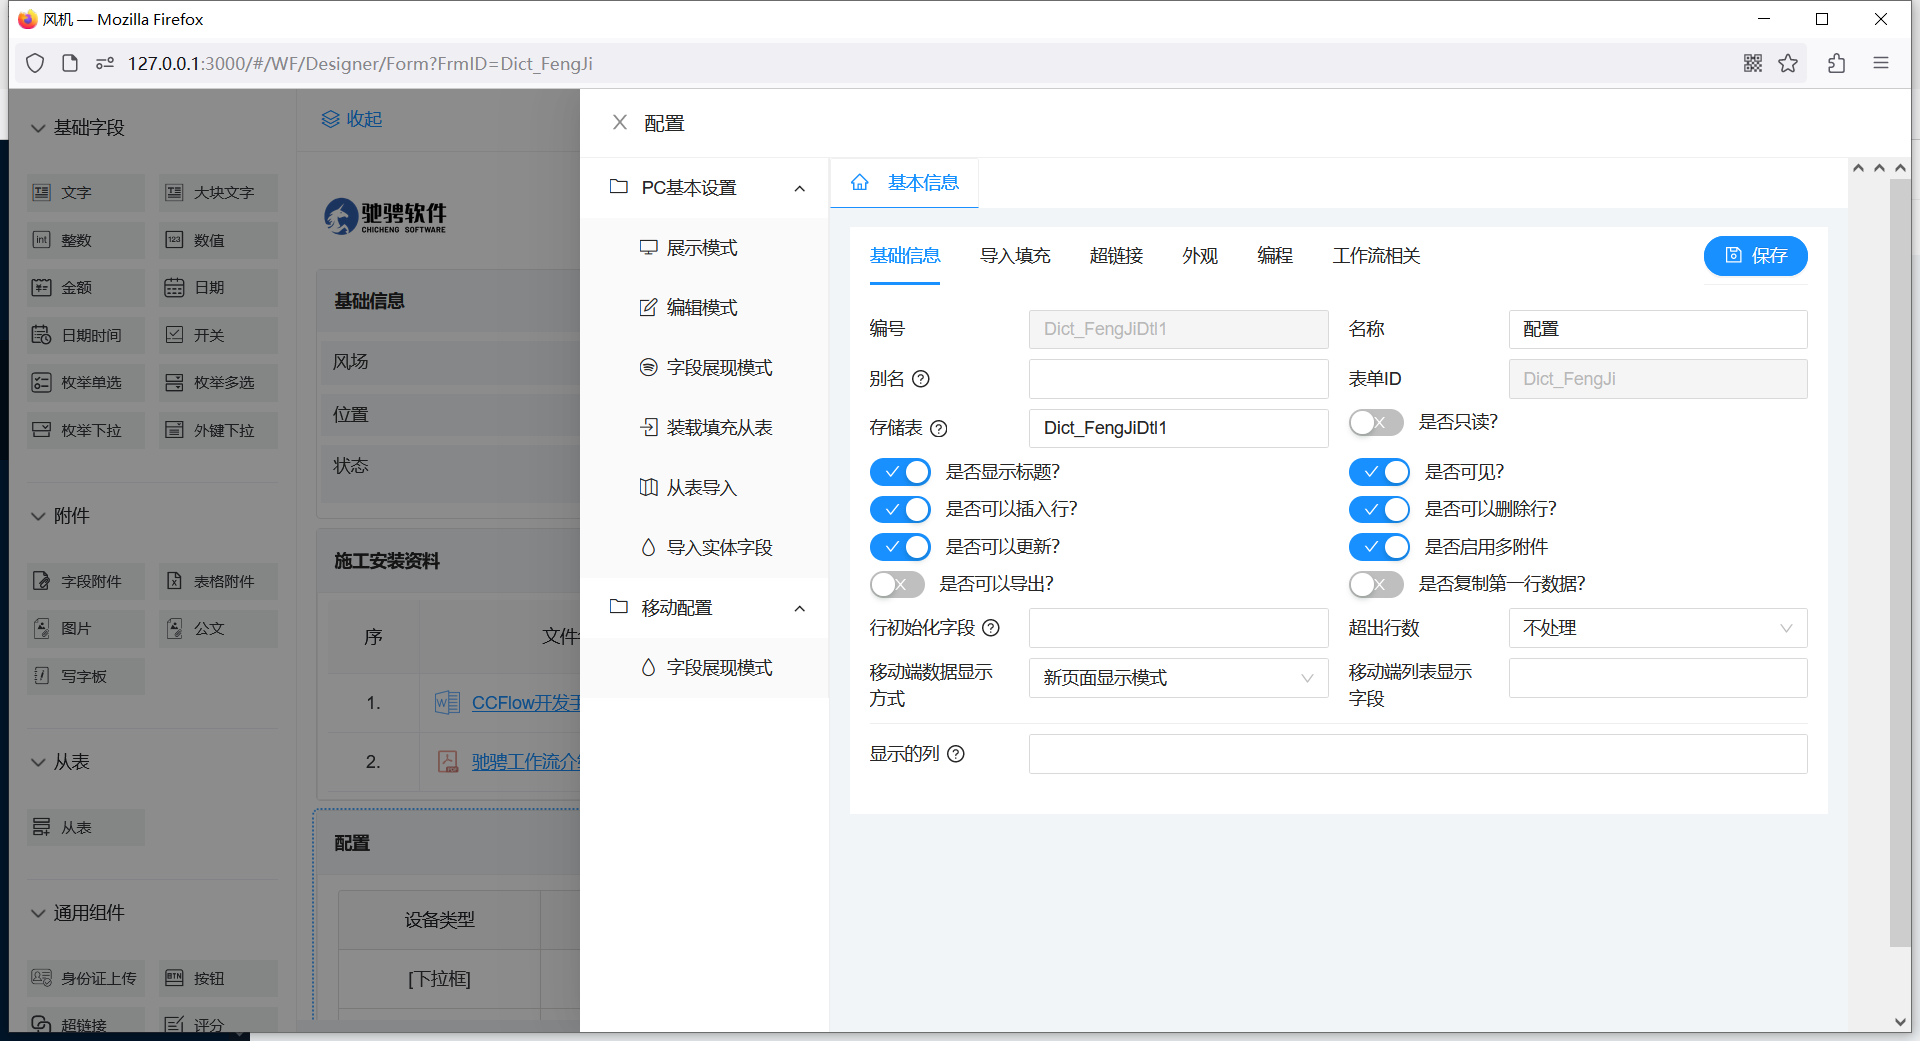 风机 — Mozilla Firefox
127.0.0.1:3000/#/WF/Designer/Form?FrmID=Dict_FengJi
基础字段
文字
大块文字
整数
数值
金额
日期
日期时间
开关
枚举单选
枚举多选
枚举下拉
外键下拉
附件
字段附件
表格附件
图片
公文
写字板
从表
从表
通用组件
身份证上传
按钮
超链接
评分
收起
驰骋软件
CHICHENG SOFTWARE
基础信息
风场
位置
状态
施工安装资料
序
文件
1.
CCFlow开发手
2.
驰骋工作流介绍
配置
设备类型
[下拉框]
配置
PC基本设置
展示模式
编辑模式
字段展现模式
装载填充从表
从表导入
导入实体字段
移动配置
字段展现模式
基本信息
基础信息
导入填充
超链接
外观
编程
工作流相关
保存
编号
Dict_FengJiDtl1
名称
配置
别名
表单ID
Dict_FengJi
存储表
Dict_FengJiDtl1
是否只读?
是否显示标题?
是否可见?
是否可以插入行?
是否可以删除行?
是否可以更新?
是否启用多附件
是否可以导出?
是否复制第一行数据?
行初始化字段
超出行数
不处理
移动端数据显示
方式
新页面显示模式
移动端列表显示
字段
显示的列